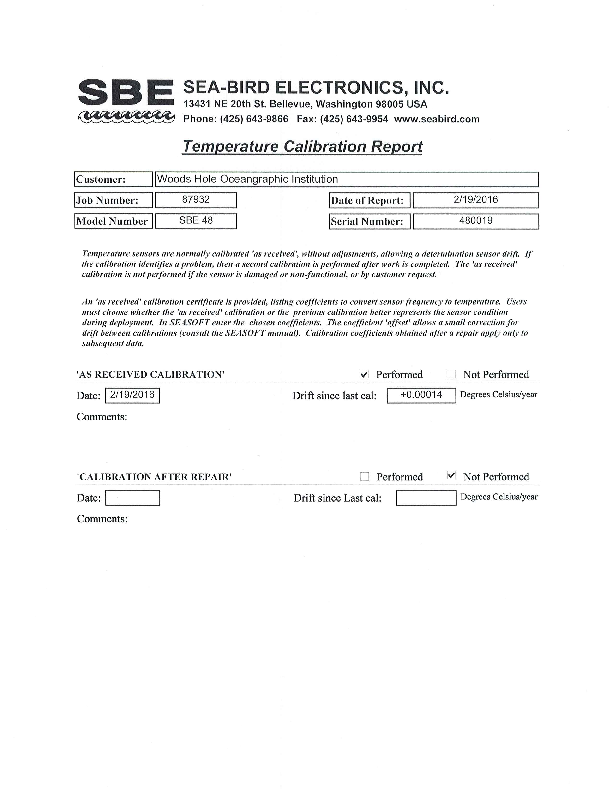 SBE SEA-BIRD ELECTRONICS, INC.
13431 NE 20th St. Bellevue, Washington 98005 USA
Phone: (425) 643-9866 Fax: (425) 643-9954 www.seabird.com
Temperature Calibration Report
Customer: Woods Hole Oceangraphic Institution
Job Number: 87932 Date of Report: 2/19/2016
Model Number SBE 48 Serial Number: 480019
Temperature sensors are normally calibrated 'as received', without adjustments, allowing a determination sensor drift. If
the calibration identifies a problem, then a second calibration is performed after work is completed. The 'as received'
calibration is not performed if the sensor is damaged or non-functional, or by customer request.
An 'as received' calibration certificate is provided, listing coefficients to convert sensor frequency to temperature. Users
must choose whether the 'as received' calibration or the previous calibration better represents the sensor condition
during deployment. In SEASOFT enter the chosen coefficients. The coefficient 'offset' allows a small correction for
drift between calibrations (consult the SEASOFT manual). Calibration coefficients obtained after a repair apply only to
subsequent data.
'AS RECEIVED CALIBRATION' Performed Not Performed
Date: 2/19/2016 Drift since last cal: +0.00014 Degrees Celsius/year
Comments:
'CALIBRATION AFTER REPAIR' Performed Not Performed
Date: Drift since Last cal: Degrees Celsius/year
Comments: